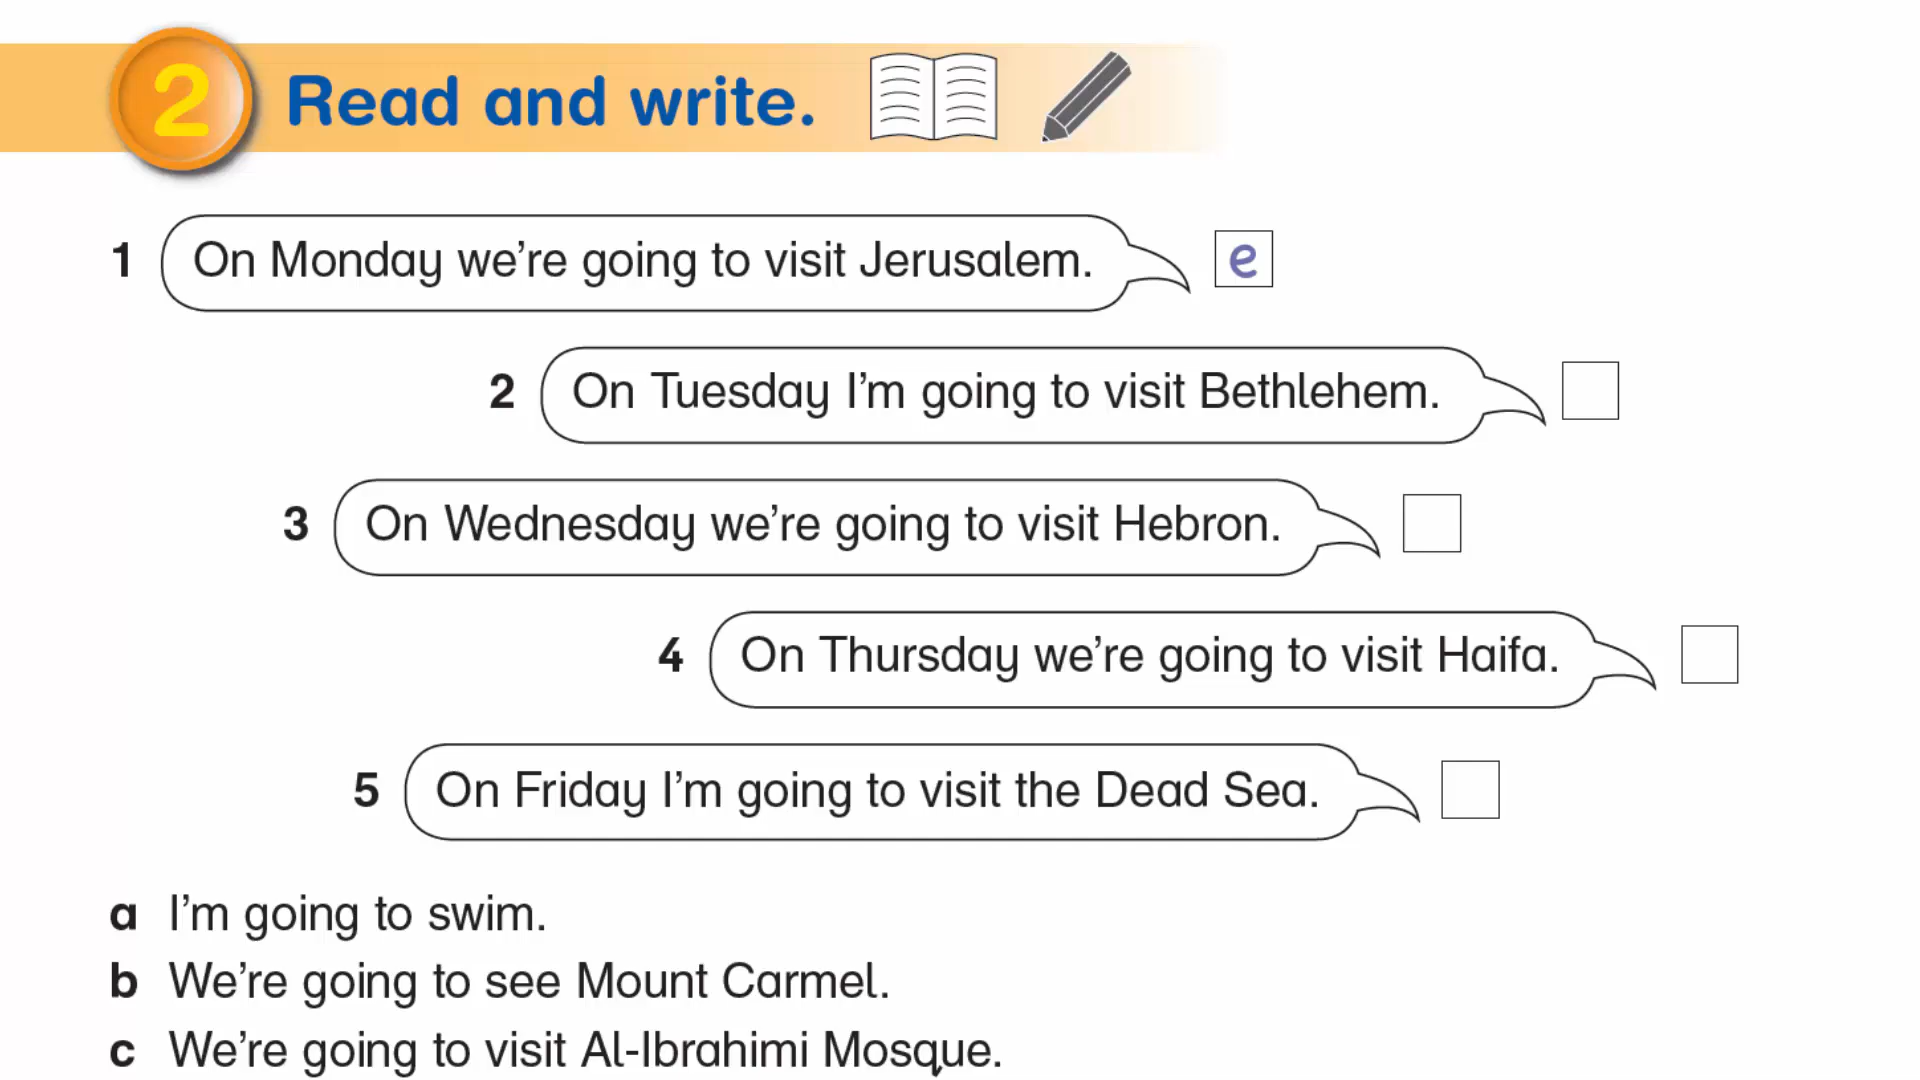 2 Read and write.
1 On Monday we're going to visit Jerusalem. e
2 On Tuesday I'm going to visit Bethlehem.
3 On Wednesday we're going to visit Hebron.
4 On Thursday we're going to visit Haifa.
5 On Friday I'm going to visit the Dead Sea.
a I'm going to swim.
b We're going to see Mount Carmel.
c We're going to visit Al-Ibrahimi Mosque.